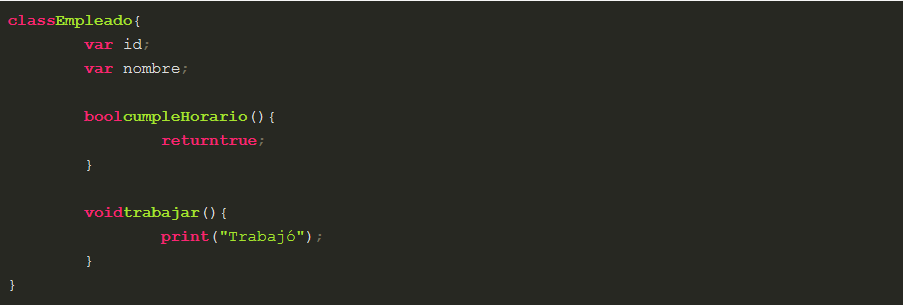 classEmpleado{
var id;
var nombre;
boolcumpleHorario(){
returntrue;
}
voidtrabajar(){
print("Trabajó");
}
}